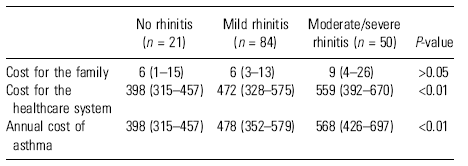 No rhinitis Mild rhinitis Moderate/severe
(n = 21) (n = 84) rhinitis (n = 50) P-value
Cost for the family 6 (1–15) 6 (3–13) 9 (4–26) >0.05
Cost for the 398 (315–457) 472 (328–575) 559 (392–670) <0.01
healthcare system
Annual cost of 398 (315–457) 478 (352–579) 568 (426–697) <0.01
asthma